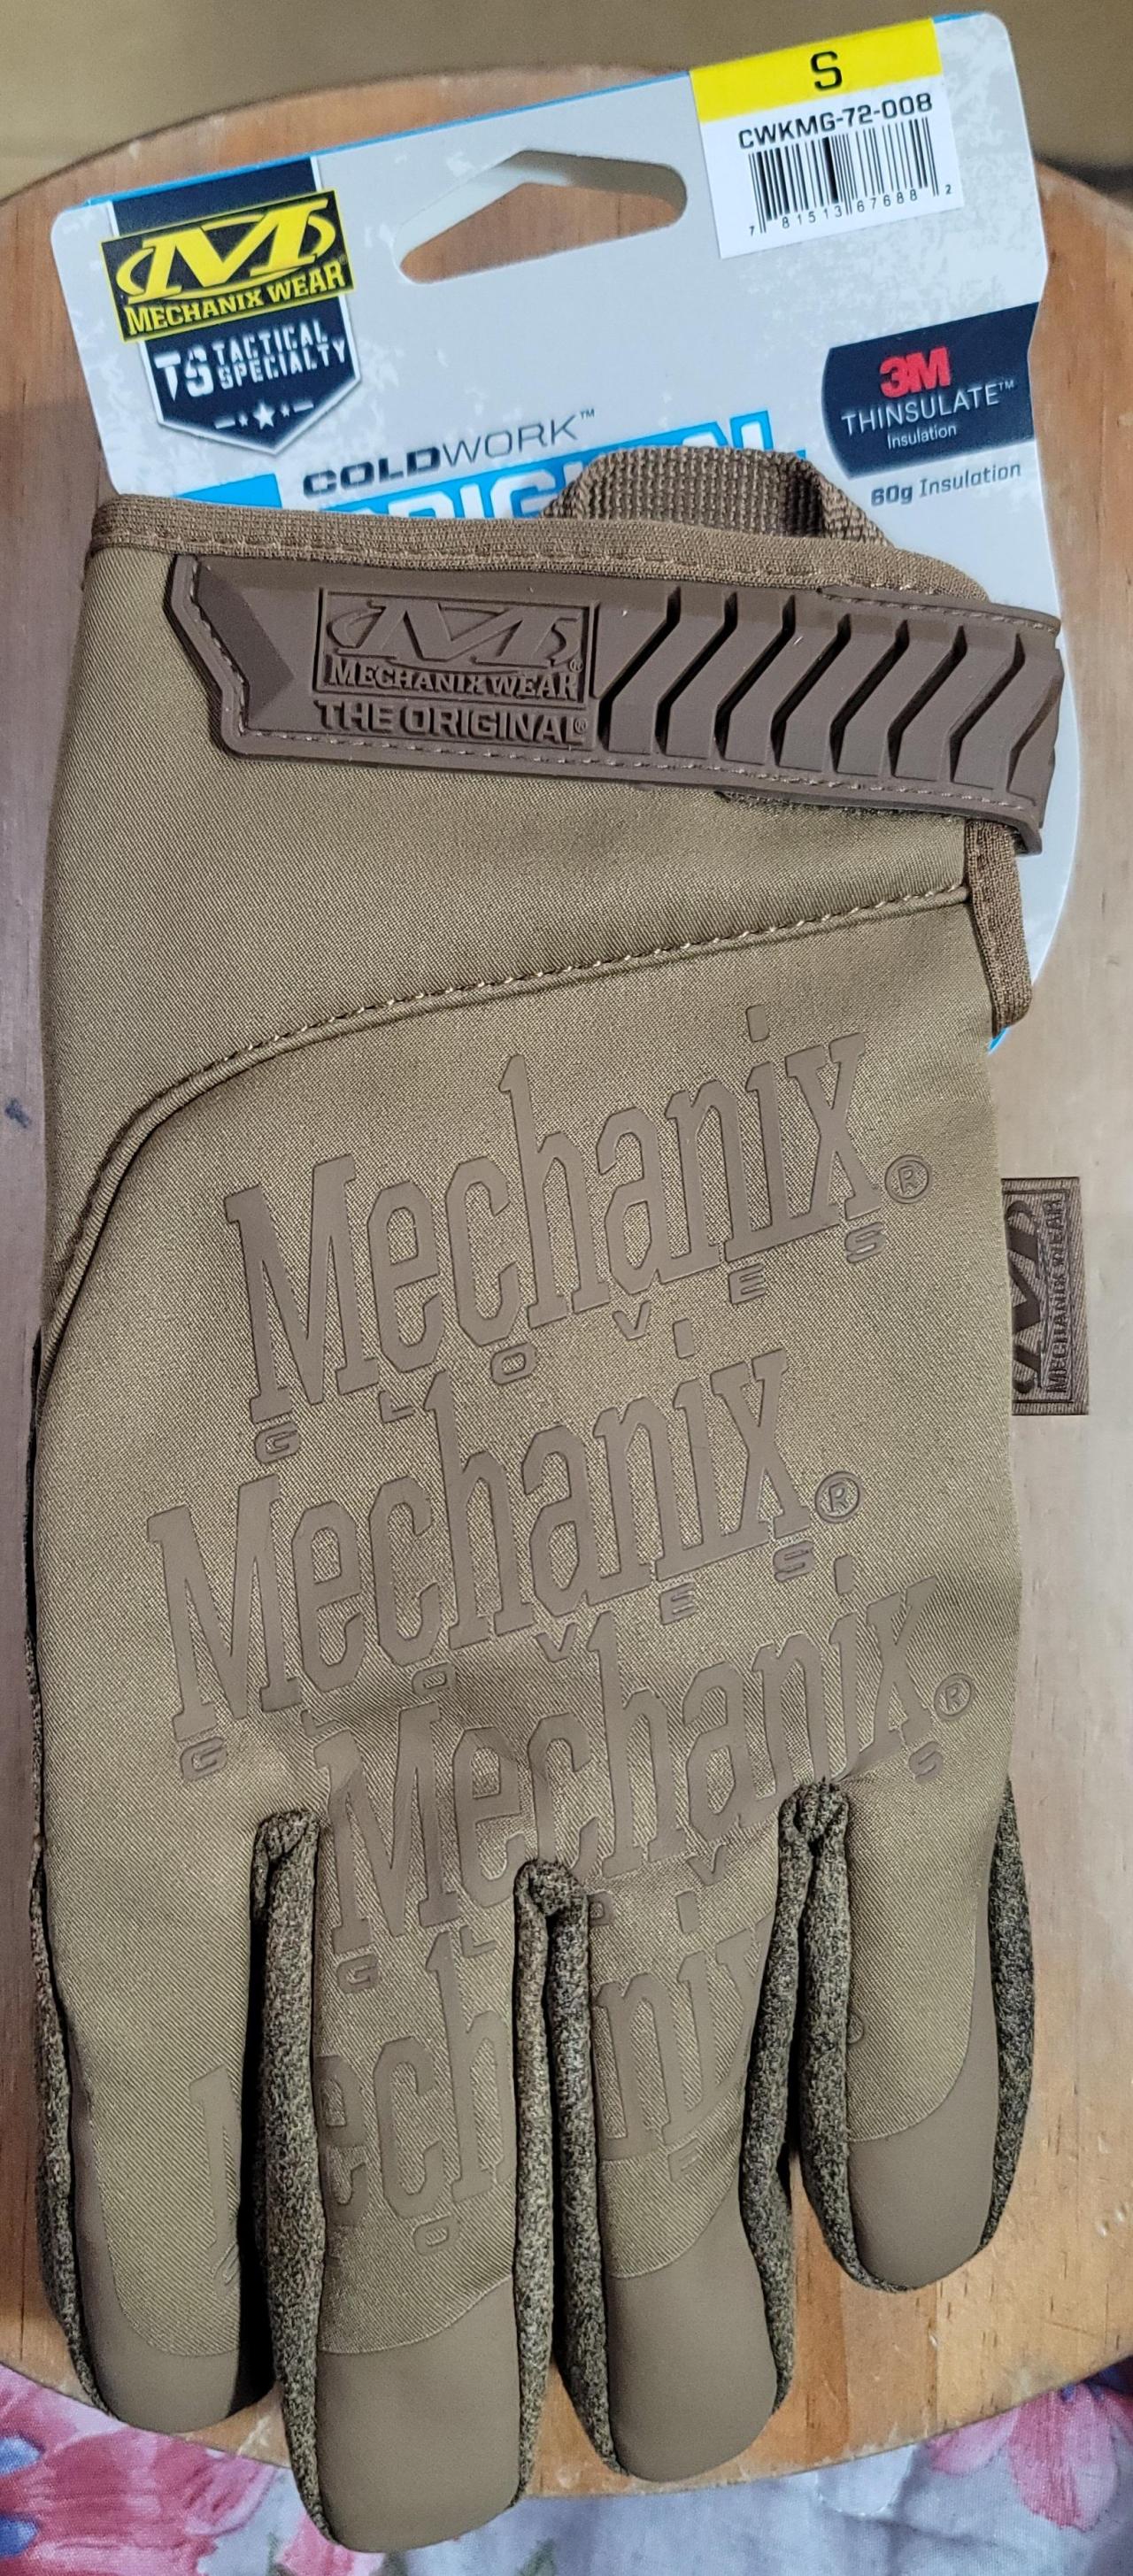 S
CWKMG-72-008
7 81513 67688 2
MECHANIX WEAR®
TS TACTICAL
SPECIALTY
3M
THINSULATE™
Insulation
60g Insulation
COLDWORK™
MECHANIX WEAR®
THE ORIGINAL®
Mechanix®
GLOVES
MECHANIX WEAR
Mechanix®
GLOVES
Mechanix®